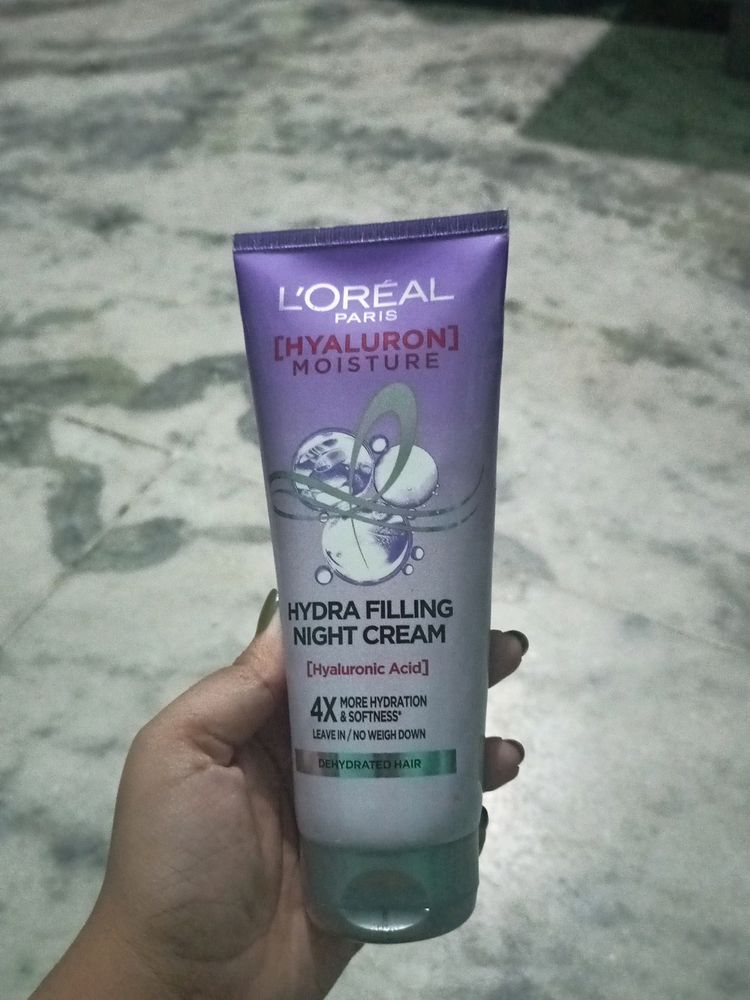 L'ORÉAL
PARIS
[HYALURON]
MOISTURE
HYDRA FILLING
NIGHT CREAM
[Hyaluronic Acid]
4X MORE HYDRATION
& SOFTNESS*
LEAVE IN / NO WEIGH DOWN
DEHYDRATED HAIR